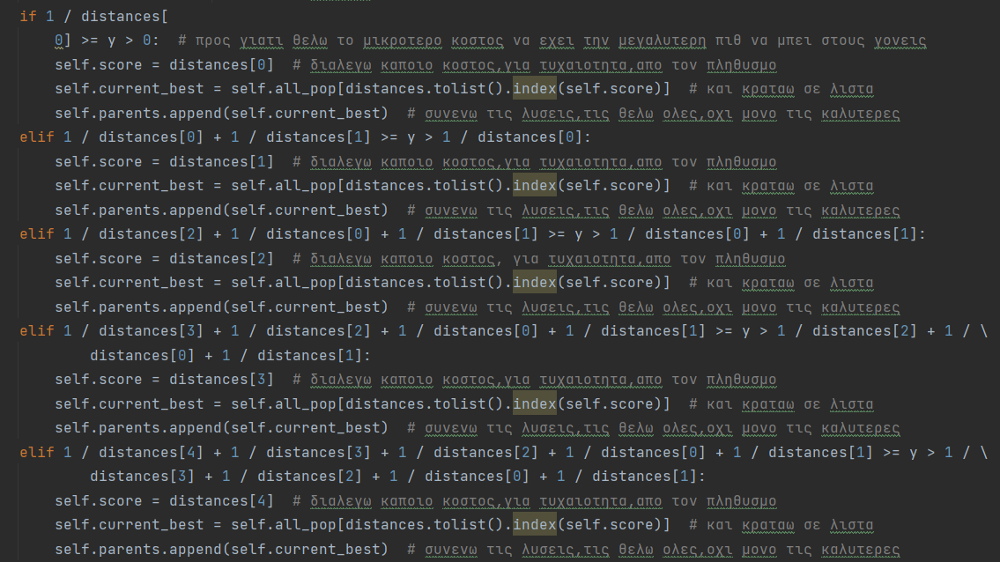 if 1 / distances[
0] >= y > 0:  # προς γιατι θελω το μικροτερο κοστος να εχει την μεγαλυτερη πιθ να μπει στους γονεις
self.score = distances[0]  # διαλεγω καποιο κοστος,για τυχαιοτητα,απο τον πληθυσμο
self.current_best = self.all_pop[distances.tolist().index(self.score)]  # και κραταω σε λιστα
self.parents.append(self.current_best)  # συνενω τις λυσεις,τις θελω ολες,οχι μονο τις καλυτερες
elif 1 / distances[0] + 1 / distances[1] >= y > 1 / distances[0]:
self.score = distances[1]  # διαλεγω καποιο κοστος,για τυχαιοτητα,απο τον πληθυσμο
self.current_best = self.all_pop[distances.tolist().index(self.score)]  # και κραταω σε λιστα
self.parents.append(self.current_best)  # συνενω τις λυσεις,τις θελω ολες,οχι μονο τις καλυτερες
elif 1 / distances[2] + 1 / distances[0] + 1 / distances[1] >= y > 1 / distances[0] + 1 / distances[1]:
self.score = distances[2]  # διαλεγω καποιο κοστος, για τυχαιοτητα,απο τον πληθυσμο
self.current_best = self.all_pop[distances.tolist().index(self.score)]  # και κραταω σε λιστα
self.parents.append(self.current_best)  # συνενω τις λυσεις,τις θελω ολες,οχι μονο τις καλυτερες
elif 1 / distances[3] + 1 / distances[2] + 1 / distances[0] + 1 / distances[1] >= y > 1 / distances[2] + 1 / \
distances[0] + 1 / distances[1]:
self.score = distances[3]  # διαλεγω καποιο κοστος,για τυχαιοτητα,απο τον πληθυσμο
self.current_best = self.all_pop[distances.tolist().index(self.score)]  # και κραταω σε λιστα
self.parents.append(self.current_best)  # συνενω τις λυσεις,τις θελω ολες,οχι μονο τις καλυτερες
elif 1 / distances[4] + 1 / distances[3] + 1 / distances[2] + 1 / distances[0] + 1 / distances[1] >= y > 1 / \
distances[3] + 1 / distances[2] + 1 / distances[0] + 1 / distances[1]:
self.score = distances[4]  # διαλεγω καποιο κοστος,για τυχαιοτητα,απο τον πληθυσμο
self.current_best = self.all_pop[distances.tolist().index(self.score)]  # και κραταω σε λιστα
self.parents.append(self.current_best)  # συνενω τις λυσεις,τις θελω ολες,οχι μονο τις καλυτερες